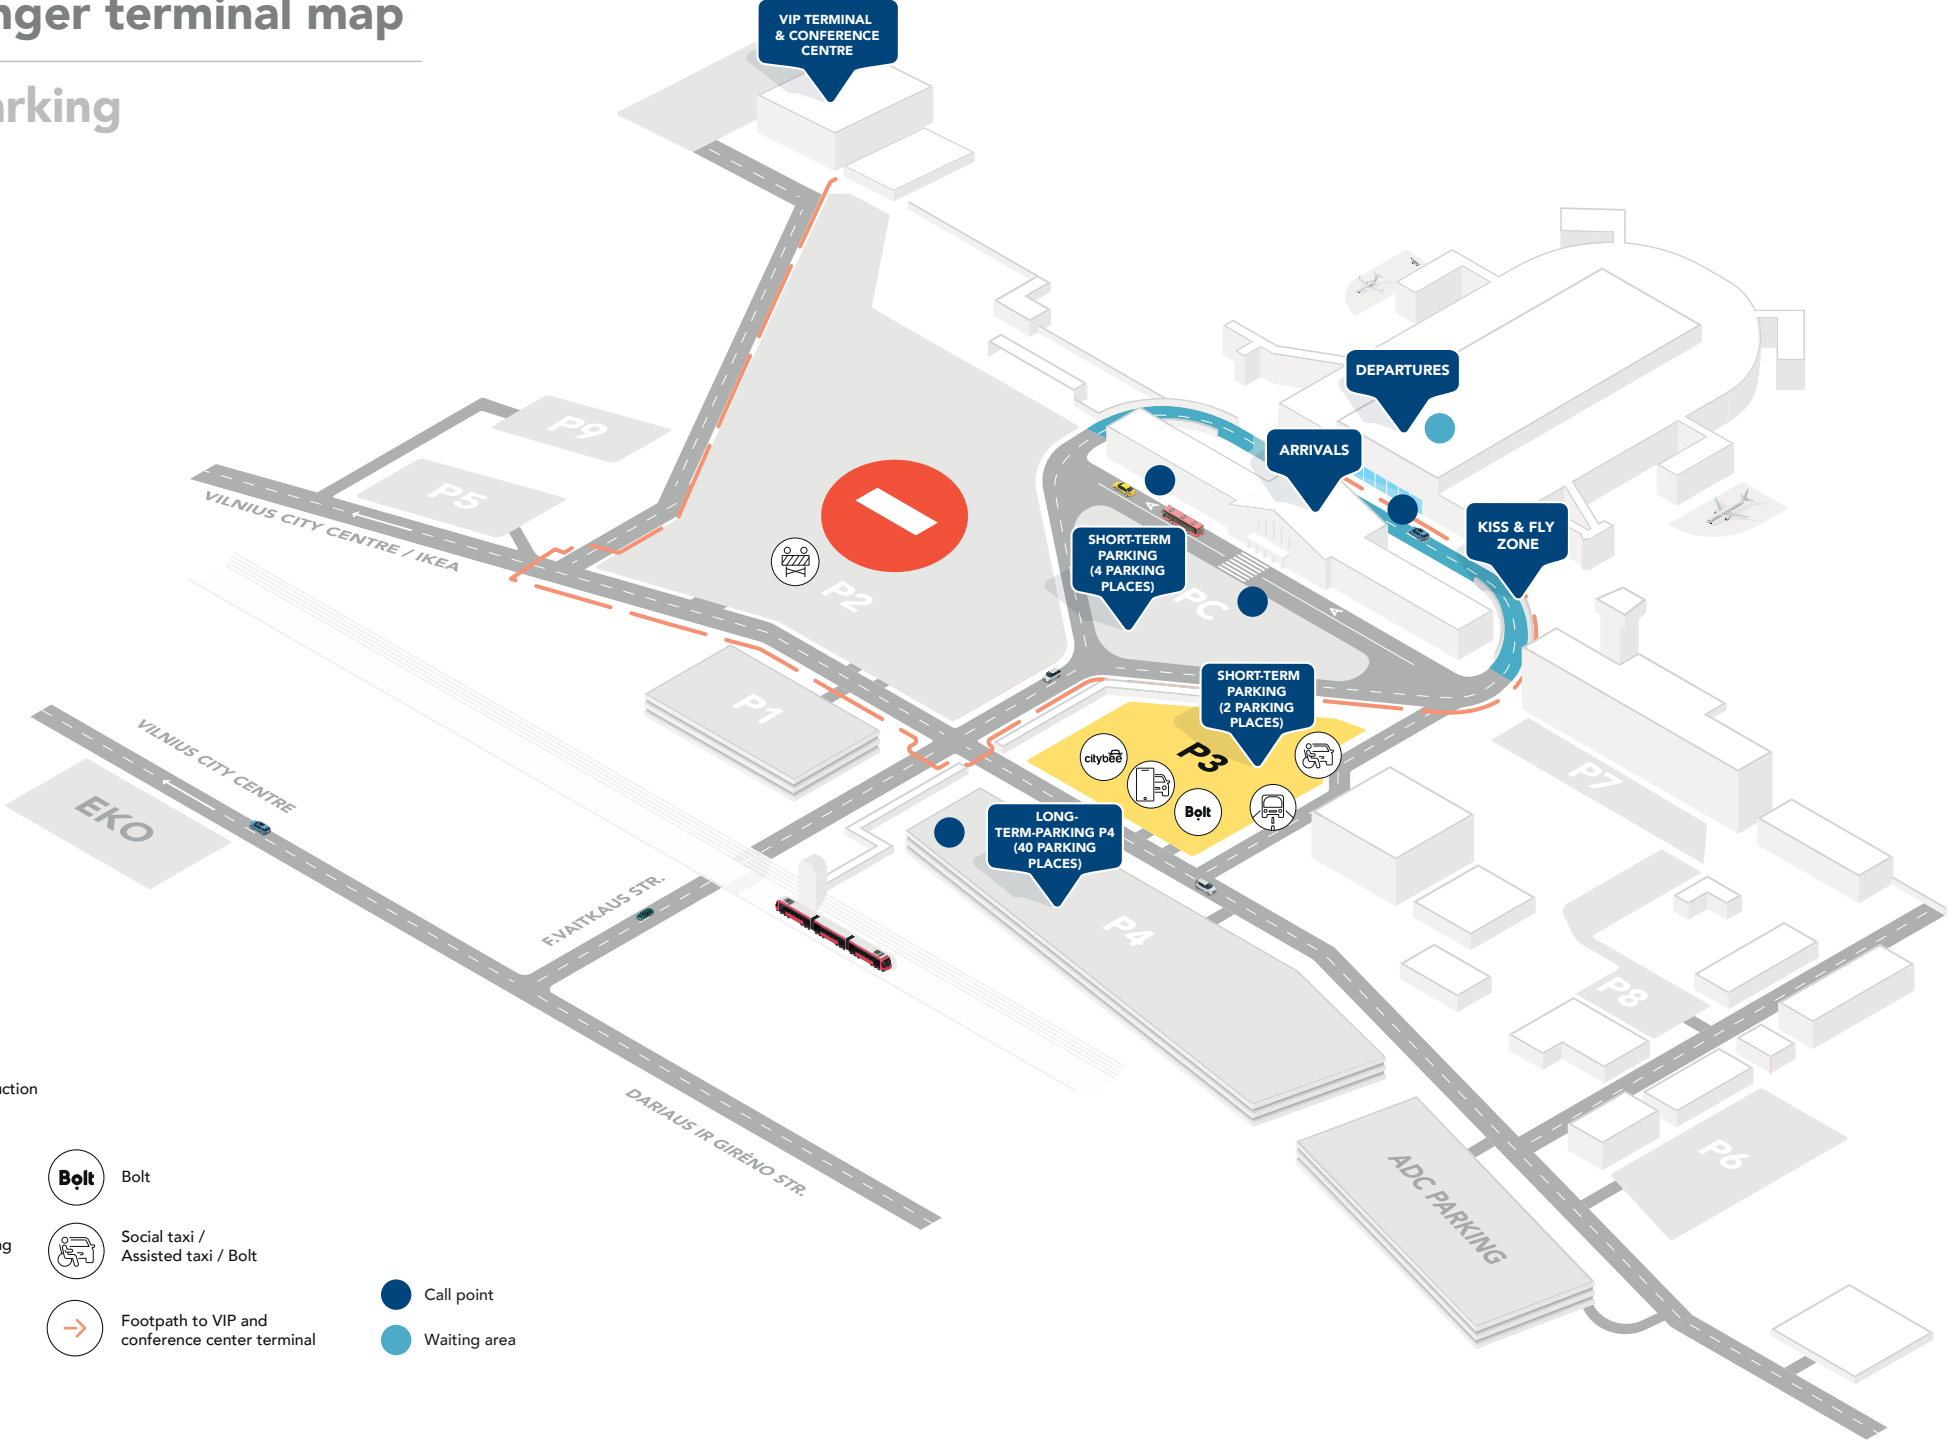 nger terminal map
arking
VIP TERMINAL
& CONFERENCE
CENTRE
DEPARTURES
ARRIVALS
KISS & FLY
ZONE
P9
P5
VILNIUS CITY CENTRE / IKEA
P2
SHORT-TERM
PARKING
(4 PARKING
PLACES)
PC
A
A
P1
SHORT-TERM
PARKING
(2 PARKING
PLACES)
P3
citybee
Bolt
P7
VILNIUS CITY CENTRE
EKO
LONG-
TERM-PARKING P4
(40 PARKING
PLACES)
F.VAITKAUS STR.
P4
P8
DARIAUS IR GIRĖNO STR.
P6
ADC PARKING
uction
Bolt
Bolt
ng
Social taxi /
Assisted taxi / Bolt
Footpath to VIP and
conference center terminal
Call point
Waiting area